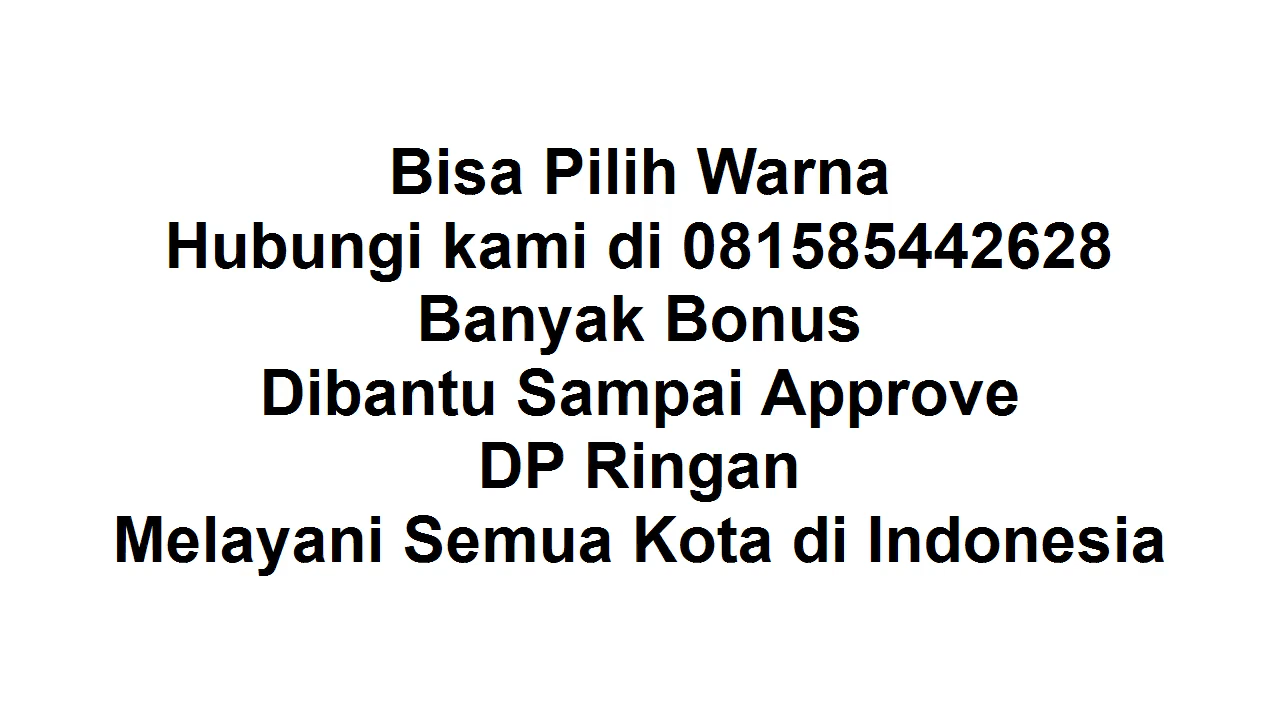 Bisa Pilih Warna
Hubungi kami di 081585442628
Banyak Bonus
Dibantu Sampai Approve
DP Ringan
Melayani Semua Kota di Indonesia